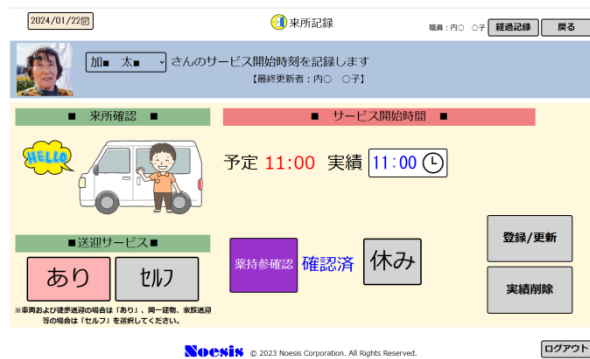 2024/01/22
来所記録
職員：内○ ○子
経過記録
戻る
加■ 太■
さんのサービス開始時刻を記録します
【最終更新者：内○ ○子】
■ 来所確認 ■
■ サービス開始時間 ■
HELLO
予定 11:00 実績 11:00
■送迎サービス■
あり
セルフ
薬持参確認
確認済
休み
登録/更新
実績削除
※車両および徒歩送迎の場合は「あり」、同一建物、家族送迎
等の場合は「セルフ」を選択してください。
Noesis © 2023 Noesis Corporation. All Rights Reserved.
ログアウト